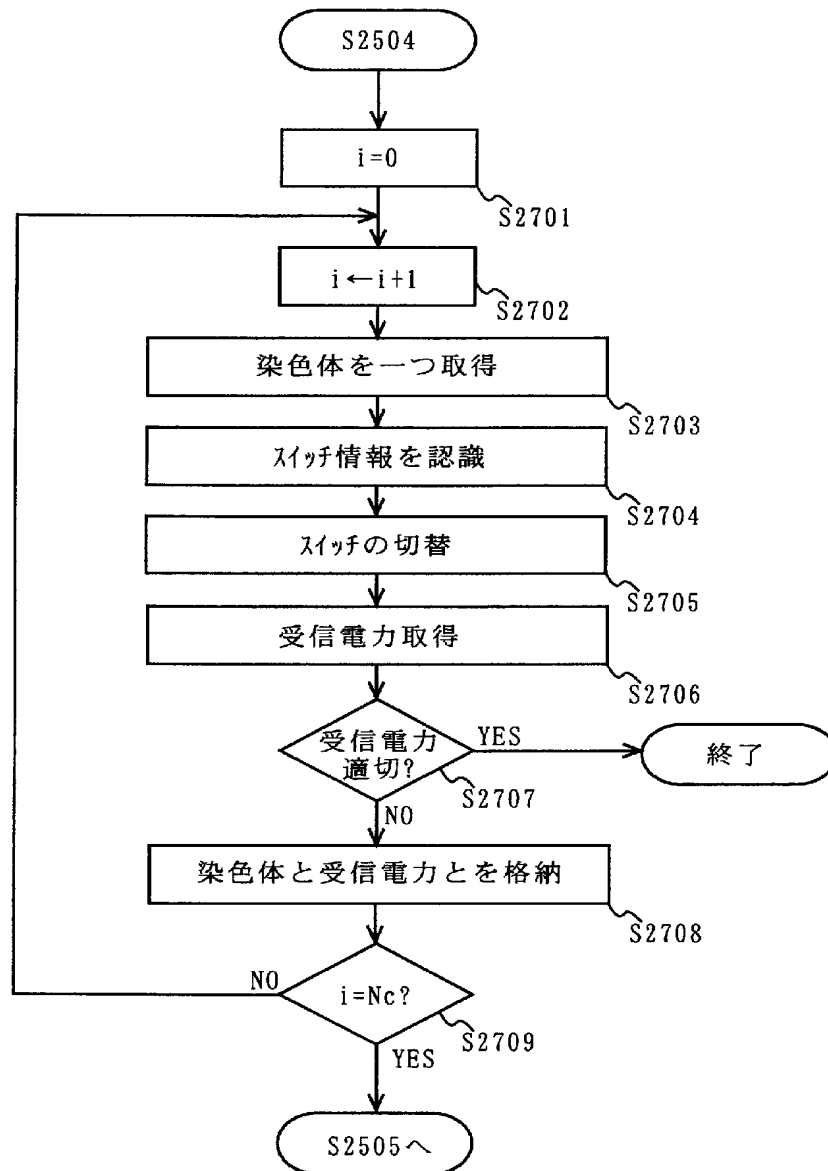 S2504
i=0
S2701
i←i+1
S2702
染色体を一つ取得
S2703
ｽｲｯﾁ情報を認識
S2704
ｽｲｯﾁの切替
S2705
受信電力取得
S2706
受信電力
適切?
YES
終了
S2707
NO
染色体と受信電力とを格納
S2708
NO
i=Nc?
S2709
YES
S2505へ